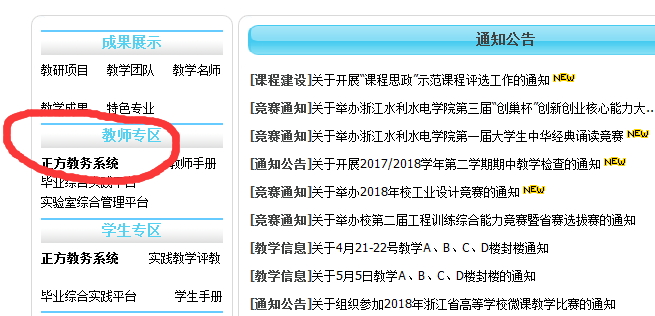 成果展示
教研项目 教学团队 教学名师
教学成果 特色专业
教师专区
正方教务系统 教师手册
毕业综合实践平台
实验室综合管理平台
学生专区
正方教务系统 实践教学评教
毕业综合实践平台 学生手册
通知公告
[课程建设]关于开展“课程思政”示范课程评选工作的通知 NEW
[竞赛通知]关于举办浙江水利水电学院第三届“创巢杯”创新创业核心能力大...
[竞赛通知]关于举办浙江水利水电学院第一届大学生中华经典诵读竞赛 NEW
[通知公告]关于开展2017/2018学年第二学期期中教学检查的通知 NEW
[竞赛通知]关于举办2018年校工业设计竞赛的通知 NEW
[竞赛通知]关于举办校第二届工程训练综合能力竞赛暨省赛选拔赛的通知
[教学信息]关于4月21-22号教学A、B、C、D楼封楼通知
[教学信息]关于5月5日教学A、B、C、D楼封楼的通知
[通知公告]关于组织参加2018年浙江省高等学校微课教学比赛的通知